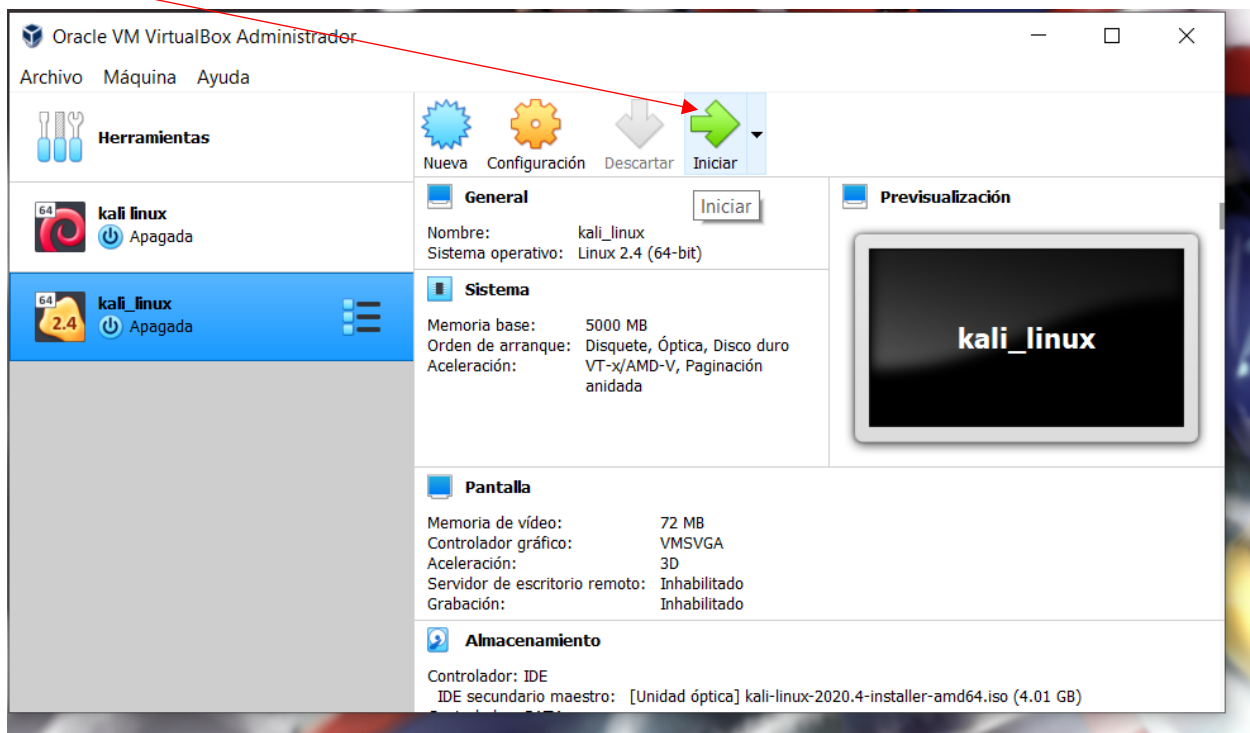 Oracle VM VirtualBox Administrador
Archivo Máquina Ayuda
Herramientas
64
kali linux
Apagada
64
2.4
kali_linux
Apagada
Nueva Configuración Descartar Iniciar
Iniciar
General
Nombre: kali_linux
Sistema operativo: Linux 2.4 (64-bit)
Previsualización
kali_linux
Sistema
Memoria base: 5000 MB
Orden de arranque: Disquete, Óptica, Disco duro
Aceleración: VT-x/AMD-V, Paginación
anidada
Pantalla
Memoria de vídeo: 72 MB
Controlador gráfico: VMSVGA
Aceleración: 3D
Servidor de escritorio remoto: Inhabilitado
Grabación: Inhabilitado
Almacenamiento
Controlador: IDE
IDE secundario maestro: [Unidad óptica] kali-linux-2020.4-installer-amd64.iso (4.01 GB)